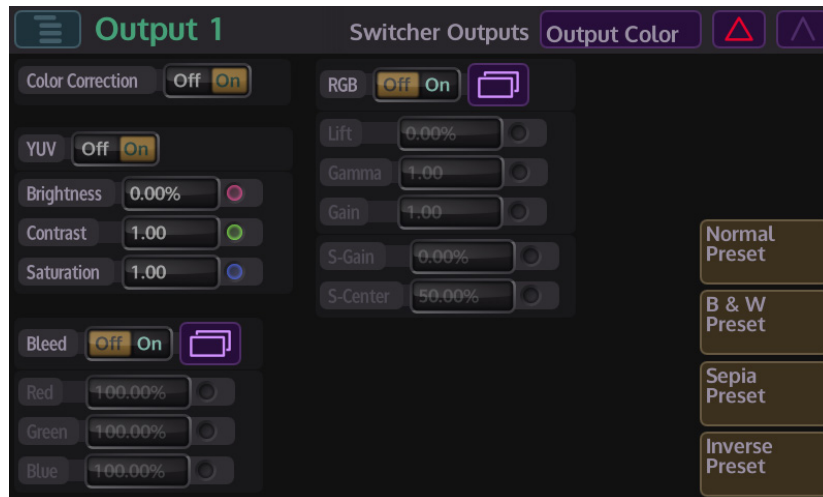 Output 1
Switcher Outputs Output Color
Color Correction Off On
YUV Off On
Brightness 0.00%
Contrast 1.00
Saturation 1.00
Bleed Off On
Red 100.00%
Green 100.00%
Blue 100.00%
RGB Off On
Lift 0.00%
Gamma 1.00
Gain 1.00
S-Gain 0.00%
S-Center 50.00%
Normal
Preset
B & W
Preset
Sepia
Preset
Inverse
Preset